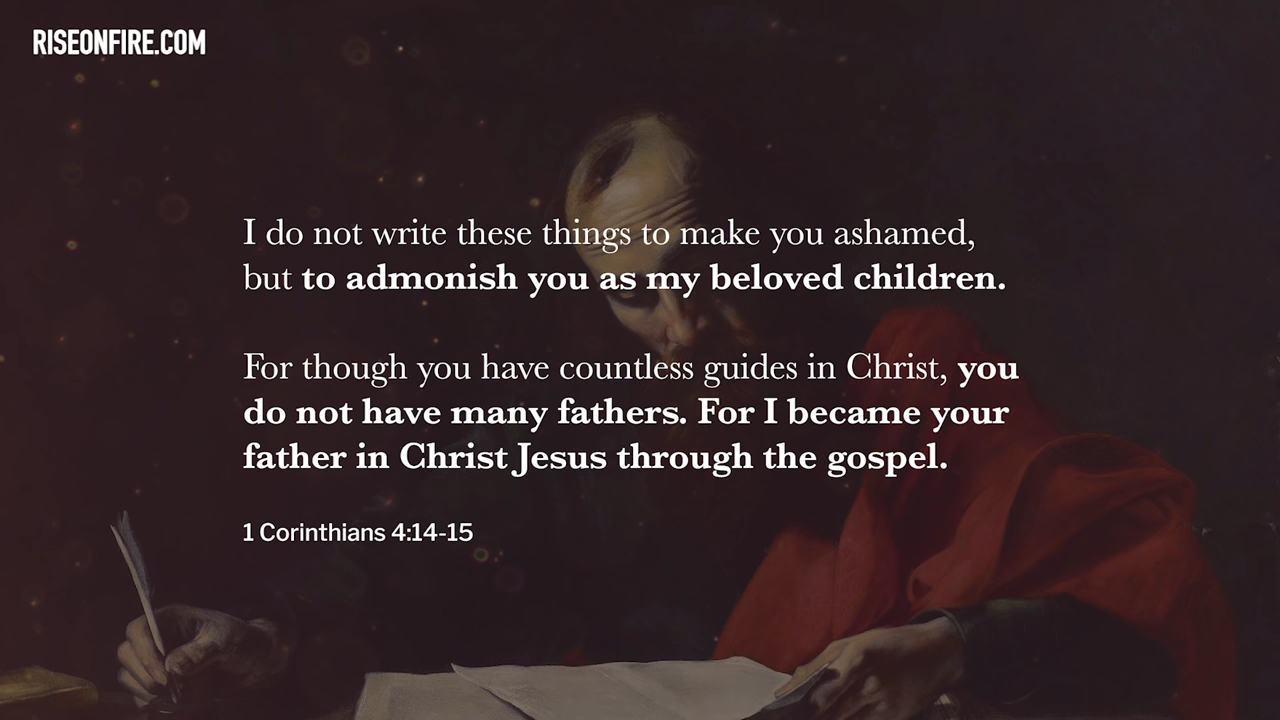 RISEONFIRE.COM
I do not write these things to make you ashamed,
but to admonish you as my beloved children.
For though you have countless guides in Christ, you
do not have many fathers. For I became your
father in Christ Jesus through the gospel.
1 Corinthians 4:14-15